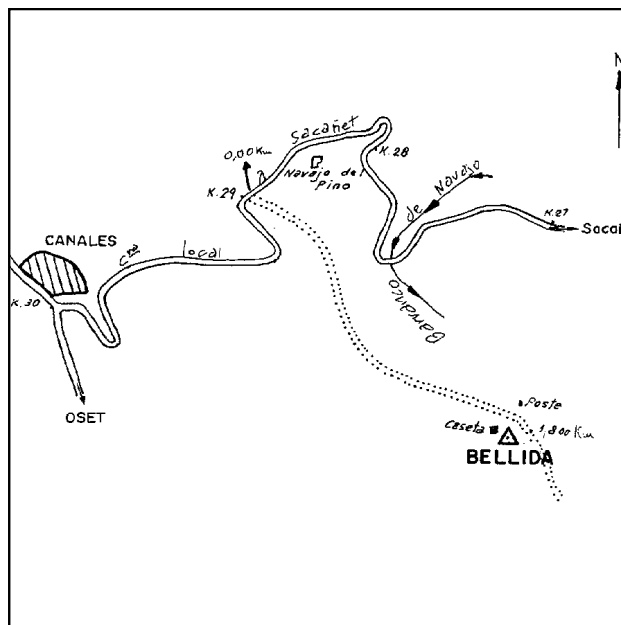 N
Sacañet
a
0,00 Km
K.28
Navajo del
Pino
K.29
de Navajo
K.27
CANALES
Cra local
Sacañ
K.30
Barranco
OSET
Poste
Caseta
1,800 Km
BELLIDA